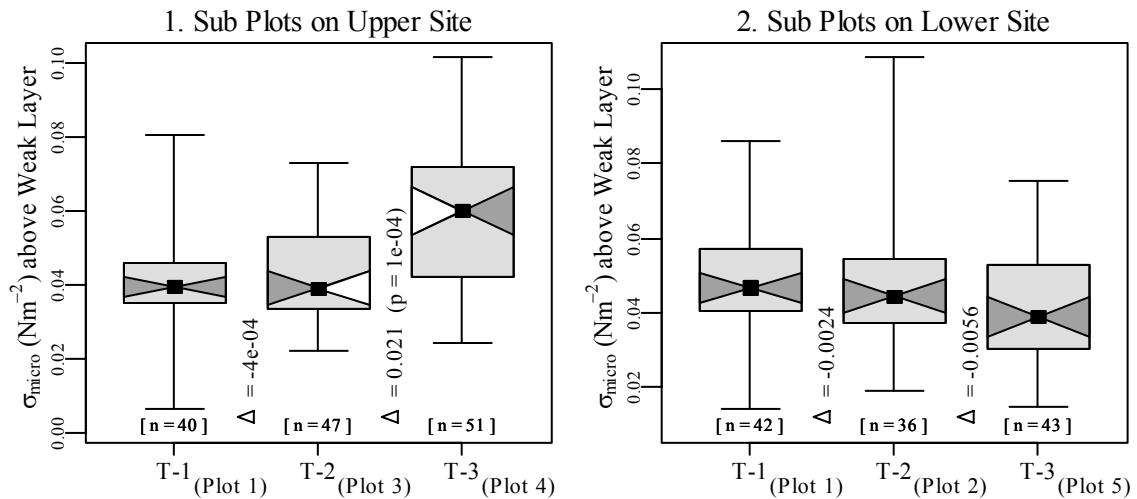 1. Sub Plots on Upper Site
σmicro (Nm−2) above Weak Layer
0.10
0.08
0.06
0.04
0.02
0.00
Δ = -4e-04
Δ = 0.021 (p = 1e-04)
[ n = 40 ] [ n = 47 ] [ n = 51 ]
T-1 (Plot 1) T-2 (Plot 3) T-3 (Plot 4)
2. Sub Plots on Lower Site
σmicro (Nm−2) above Weak Layer
0.10
0.08
0.06
0.04
0.02
Δ = -0.0024
Δ = -0.0056
[ n = 42 ] [ n = 36 ] [ n = 43 ]
T-1 (Plot 1) T-2 (Plot 2) T-3 (Plot 5)